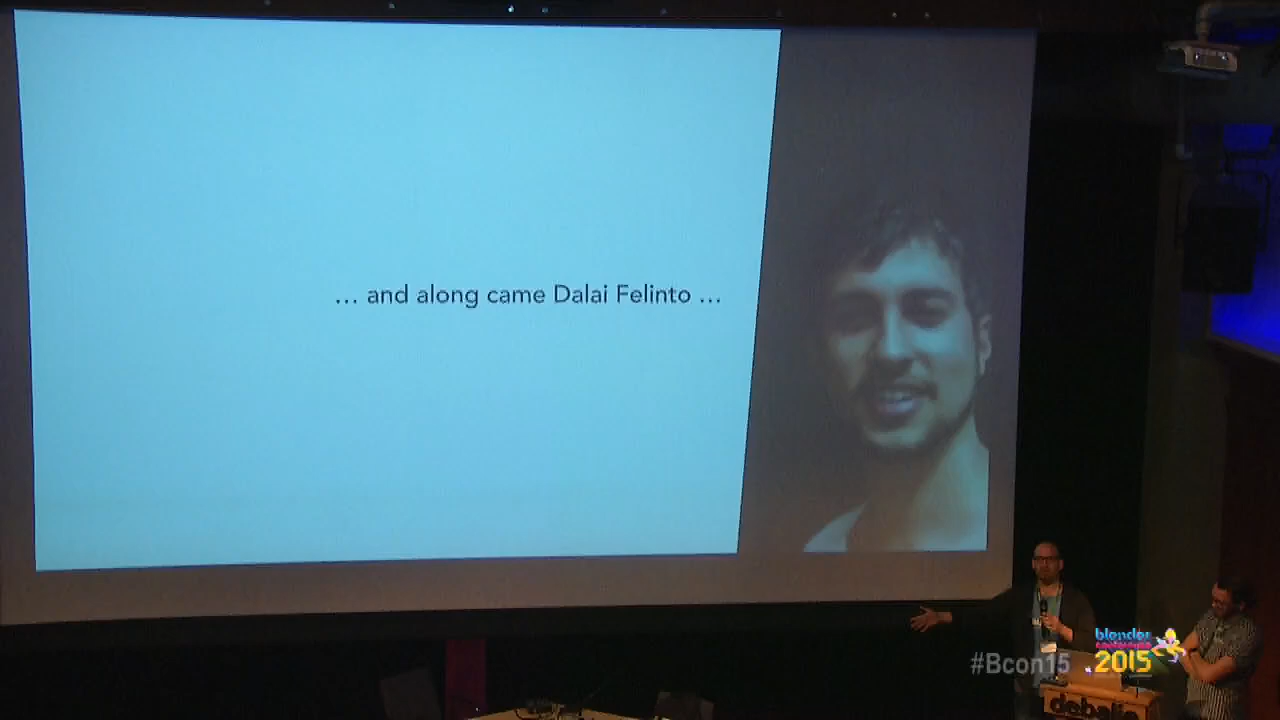 … and along came Dalai Felinto …
#Bcon15
blender
conference
2015
debalie